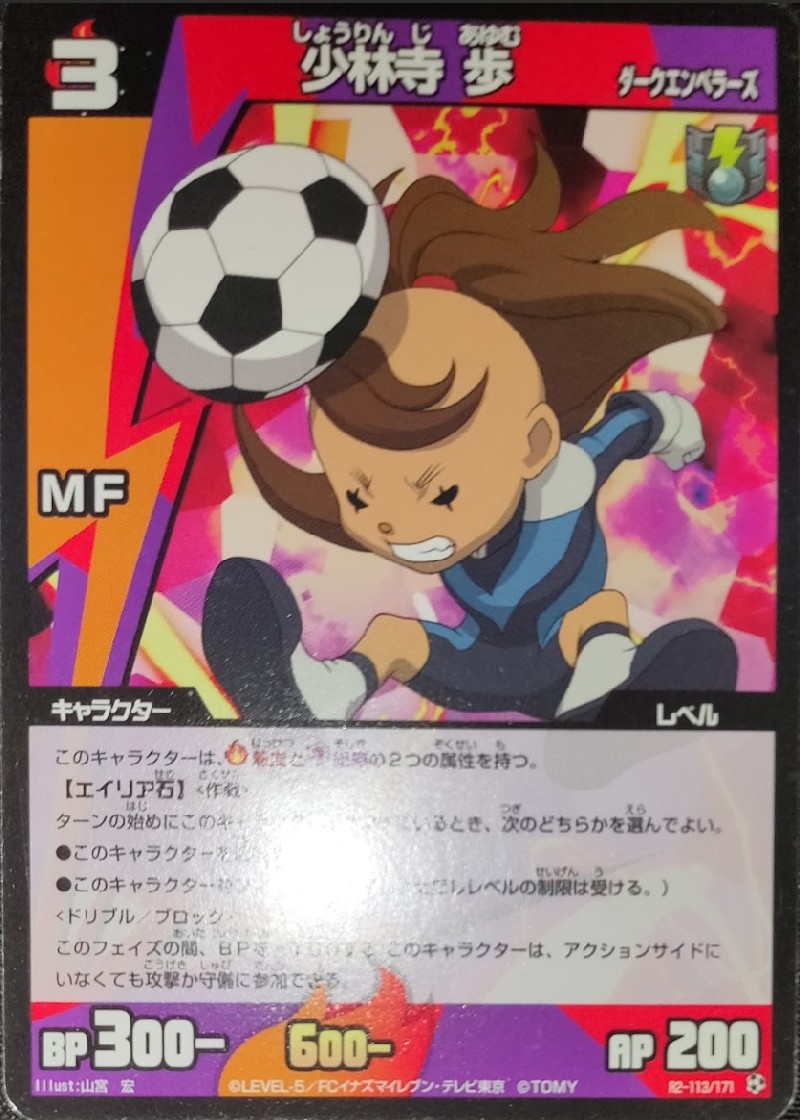 3
しょうりん じ あゆむ
少林寺 歩
ダークエンペラーズ
MF
キャラクター
レベル
このキャラクターは、 の２つの属性を持つ。
【エイリア石】
ターンの始めにこのキャ いるとき、次のどちらかを選んでよい。
●このキャラクターを
●このキャラクター レベルの制限は受ける。）
<ドリブル／ブロック
このフェイズの間、ＢＰを このキャラクターは、アクションサイドに
いなくても攻撃か守備に参加できる
BP 300− 600− AP 200
Illust:山宮 宏
©LEVEL-5／FCイナズマイレブン・テレビ東京 ©TOMY
R2-113/171